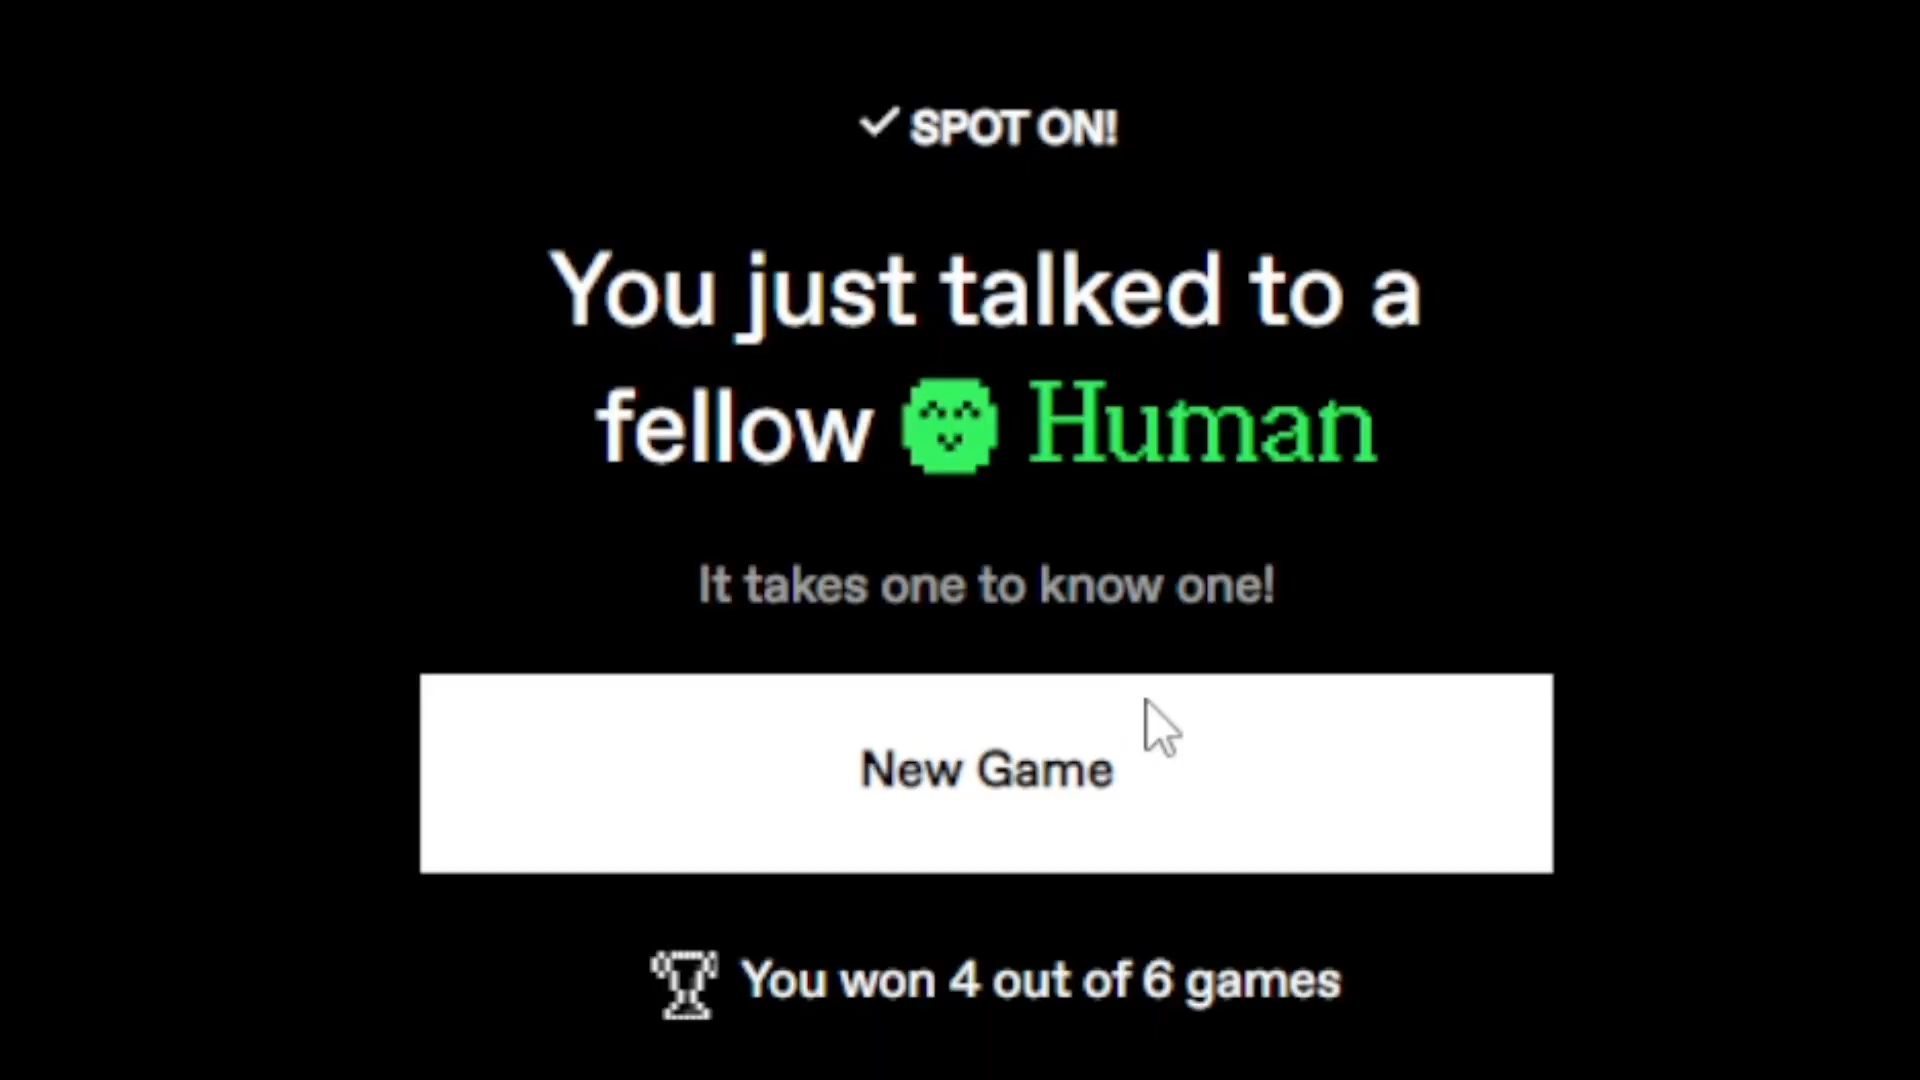 SPOT ON!
You just talked to a
fellow Human
It takes one to know one!
New Game
You won 4 out of 6 games